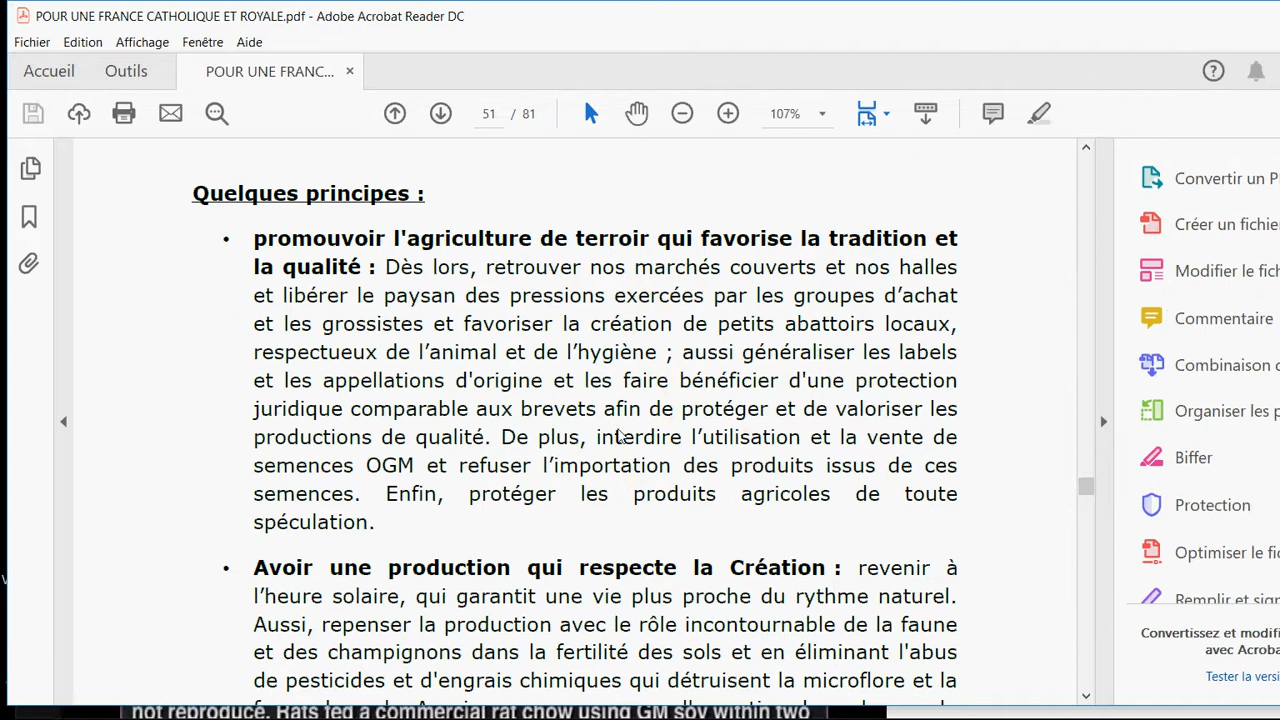 POUR UNE FRANCE CATHOLIQUE ET ROYALE.pdf - Adobe Acrobat Reader DC
Fichier Edition Affichage Fenêtre Aide
Accueil Outils POUR UNE FRANC... ×
51 / 81 107%
Quelques principes :
• promouvoir l'agriculture de terroir qui favorise la tradition et
la qualité : Dès lors, retrouver nos marchés couverts et nos halles
et libérer le paysan des pressions exercées par les groupes d’achat
et les grossistes et favoriser la création de petits abattoirs locaux,
respectueux de l’animal et de l’hygiène ; aussi généraliser les labels
et les appellations d'origine et les faire bénéficier d'une protection
juridique comparable aux brevets afin de protéger et de valoriser les
productions de qualité. De plus, interdire l’utilisation et la vente de
semences OGM et refuser l’importation des produits issus de ces
semences. Enfin, protéger les produits agricoles de toute
spéculation.
• Avoir une production qui respecte la Création : revenir à
l’heure solaire, qui garantit une vie plus proche du rythme naturel.
Aussi, repenser la production avec le rôle incontournable de la faune
et des champignons dans la fertilité des sols et en éliminant l'abus
de pesticides et d'engrais chimiques qui détruisent la microflore et la
Convertir un P
Créer un fichier
Modifier le fich
Commentaire
Combinaison d
Organiser les p
Biffer
Protection
Optimiser le fic
Remplir et sign
Convertissez et modifi
avec Acroba
Tester la versi
not reproduce. Rats fed a commercial rat chow using GM soy within two